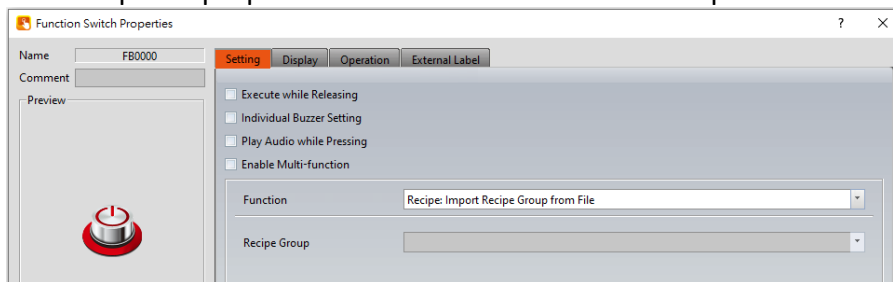 Function Switch Properties ? ×
Name FB0000
Comment
Preview
Setting Display Operation External Label
Execute while Releasing
Individual Buzzer Setting
Play Audio while Pressing
Enable Multi-function
Function Recipe: Import Recipe Group from File
Recipe Group